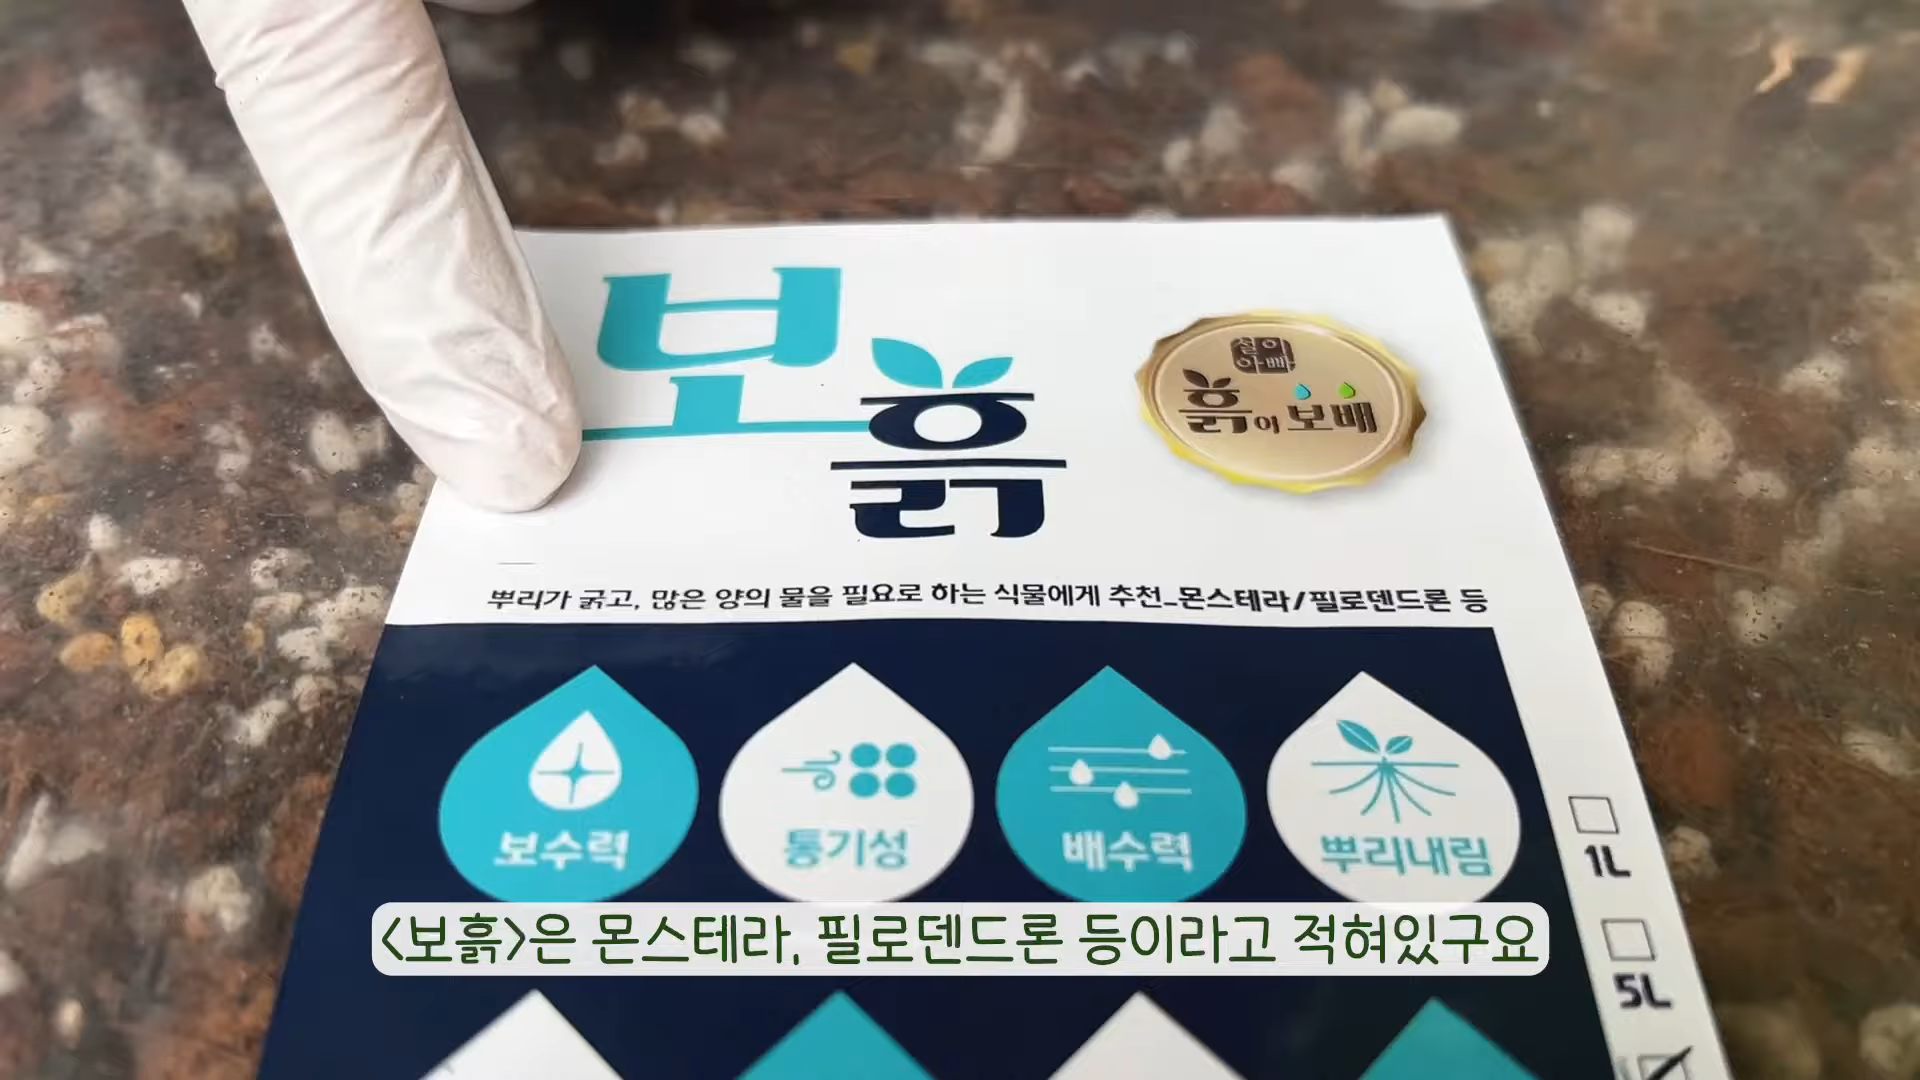 보흙
설이
아빠
흙이 보배
뿌리가 굵고, 많은 양의 물을 필요로 하는 식물에게 추천_몬스테라/필로덴드론 등
보수력
통기성
배수력
뿌리내림
1L
5L
<보흙>은 몬스테라, 필로덴드론 등이라고 적혀있구요